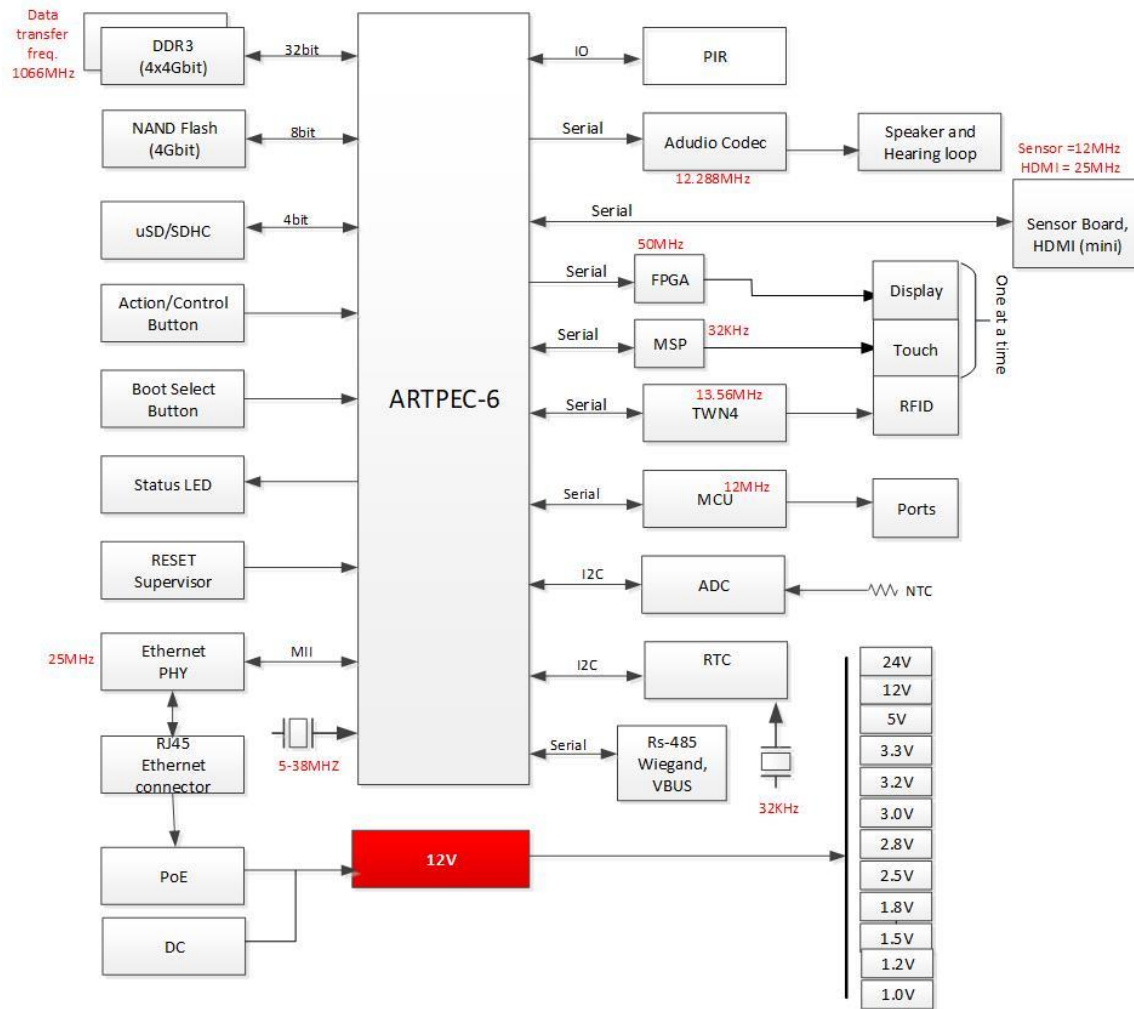 Data
transfer
freq.
1066MHz
DDR3
(4x4Gbit)
32bit
NAND Flash
(4Gbit)
8bit
uSD/SDHC
4bit
Action/Control
Button
Boot Select
Button
Status LED
RESET
Supervisor
25MHz
Ethernet
PHY
MII
RJ45
Ethernet
connector
5-38MHZ
PoE
DC
12V
ARTPEC-6
IO
PIR
Serial
Adudio Codec
12.288MHz
Speaker and
Hearing loop
Sensor =12MHz
HDMI = 25MHz
Serial
Sensor Board,
HDMI (mini)
50MHz
Serial
FPGA
Display
Serial
MSP
32KHz
Touch
One at a time
Serial
13.56MHz
TWN4
RFID
Serial
12MHz
MCU
Ports
I2C
ADC
NTC
I2C
RTC
32KHz
Serial
Rs-485
Wiegand,
VBUS
24V
12V
5V
3.3V
3.2V
3.0V
2.8V
2.5V
1.8V
1.5V
1.2V
1.0V